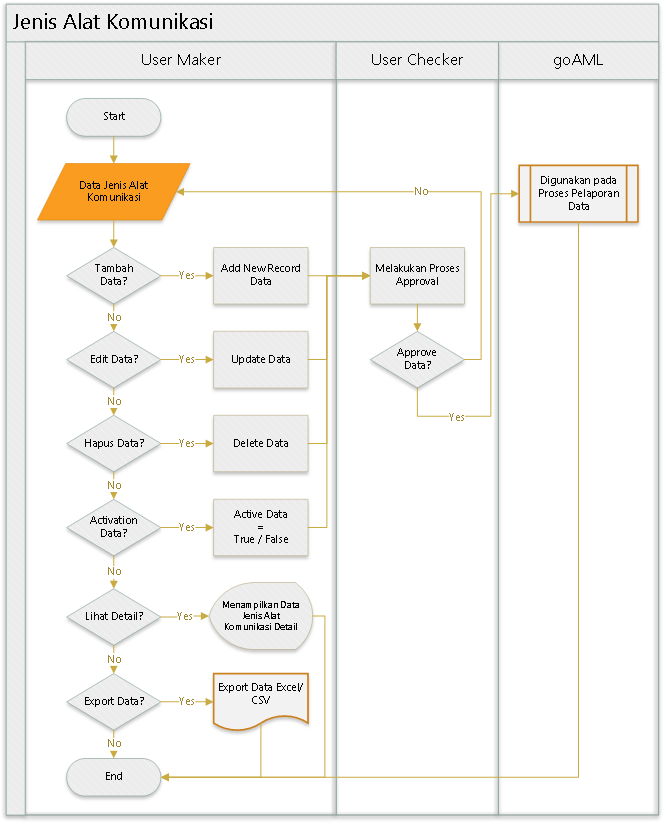 Jenis Alat Komunikasi
User Maker
User Checker
goAML
Start
Data Jenis Alat
Komunikasi
No
Digunakan pada
Proses Pelaporan
Data
Tambah
Data?
Yes
Add New Record
Data
Melakukan Proses
Approval
No
Edit Data?
Yes
Update Data
Approve
Data?
No
Yes
Hapus Data?
Yes
Delete Data
No
Activation
Data?
Yes
Active Data
=
True / False
No
Lihat Detail?
Yes
Menampilkan Data
Jenis Alat
Komunikasi Detail
No
Export Data?
Yes
Export Data Excel/
CSV
No
End